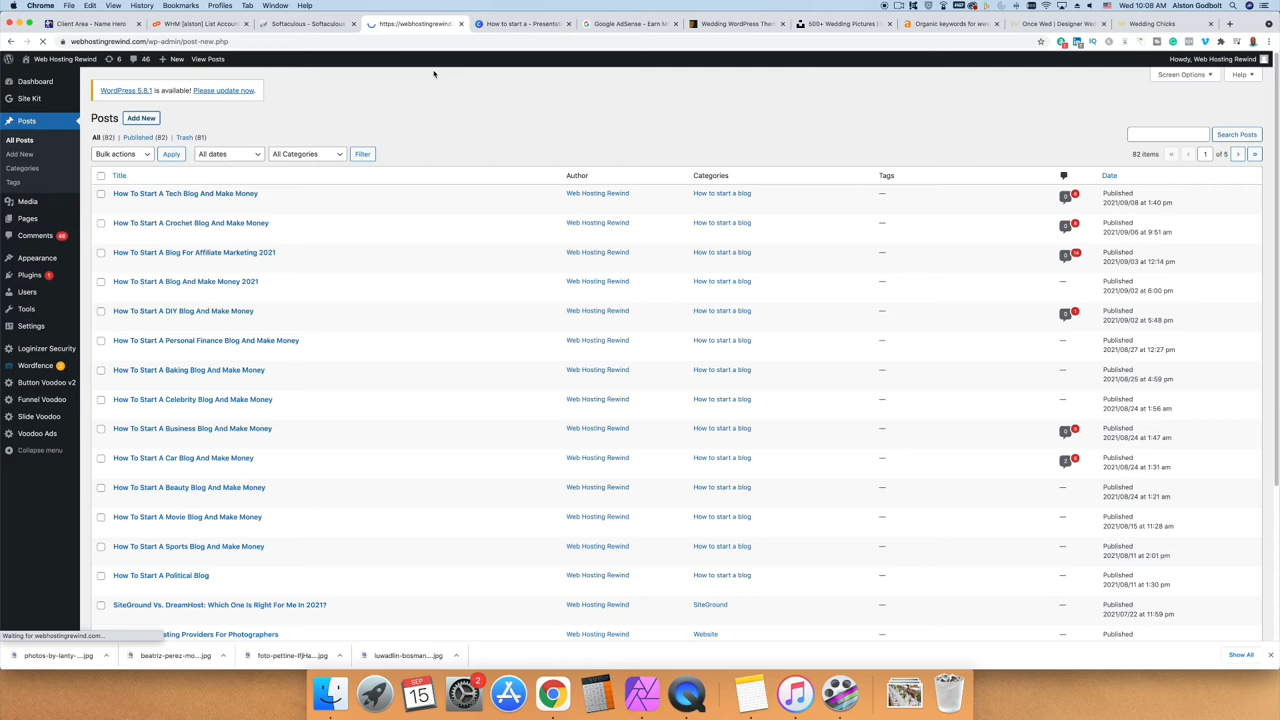 Chrome File Edit View History Bookmarks Profiles Tab Window Help Wed 10:08 AM Alston Godbolt
Client Area - Name Hero WHM [alston] List Accoun Softaculous - Softaculous https://webhostingrewind. How to start a - Presentati Google AdSense - Earn M Wedding WordPress Them 500+ Wedding Pictures | Organic keywords for ww Once Wed | Designer Wed Wedding Chicks
webhostingrewind.com/wp-admin/post-new.php
Web Hosting Rewind 6 46 + New View Posts Howdy, Web Hosting Rewind
Screen Options Help
Dashboard
Site Kit
Posts
All Posts
Add New
Categories
Tags
Media
Pages
Comments 46
Appearance
Plugins 1
Users
Tools
Settings
Loginizer Security
Wordfence 2
Button Voodoo v2
Funnel Voodoo
Slide Voodoo
Voodoo Ads
Collapse menu
WordPress 5.8.1 is available! Please update now.
Posts Add New
All (82) | Published (82) | Trash (81)
Search Posts
Bulk actions Apply All dates All Categories Filter 82 items « ‹ 1 of 5 › »
Title Author Categories Tags Date
How To Start A Tech Blog And Make Money Web Hosting Rewind How to start a blog — 0 6 Published
2021/09/08 at 1:40 pm
How To Start A Crochet Blog And Make Money Web Hosting Rewind How to start a blog — 0 Published
2021/09/06 at 9:51 am
How To Start A Blog For Affiliate Marketing 2021 Web Hosting Rewind How to start a blog — 0 14 Published
2021/09/03 at 12:14 pm
How To Start A Blog And Make Money 2021 Web Hosting Rewind How to start a blog — — Published
2021/09/02 at 6:00 pm
How To Start A DIY Blog And Make Money Web Hosting Rewind How to start a blog — 0 1 Published
2021/09/02 at 5:48 pm
How To Start A Personal Finance Blog And Make Money Web Hosting Rewind How to start a blog — — Published
2021/08/27 at 12:27 pm
How To Start A Baking Blog And Make Money Web Hosting Rewind How to start a blog — — Published
2021/08/25 at 4:59 pm
How To Start A Celebrity Blog And Make Money Web Hosting Rewind How to start a blog — — Published
2021/08/24 at 1:56 am
How To Start A Business Blog And Make Money Web Hosting Rewind How to start a blog — 0 Published
2021/08/24 at 1:47 am
How To Start A Car Blog And Make Money Web Hosting Rewind How to start a blog — 2 Published
2021/08/24 at 1:31 am
How To Start A Beauty Blog And Make Money Web Hosting Rewind How to start a blog — — Published
2021/08/24 at 1:21 am
How To Start A Movie Blog And Make Money Web Hosting Rewind How to start a blog — — Published
2021/08/15 at 11:28 am
How To Start A Sports Blog And Make Money Web Hosting Rewind How to start a blog — — Published
2021/08/11 at 2:01 pm
How To Start A Political Blog Web Hosting Rewind How to start a blog — — Published
2021/08/11 at 1:30 pm
SiteGround Vs. DreamHost: Which One Is Right For Me In 2021? Web Hosting Rewind SiteGround — — Published
2021/07/22 at 11:59 pm
sting Providers For Photographers Web Hosting Rewind Website — — Published
Waiting for webhostingrewind.com...
photos-by-lanty-....jpg beatriz-perez-mo....jpg foto-pettine-IfjHa....jpg luwadlin-bosman....jpg Show All
SEP
15
2